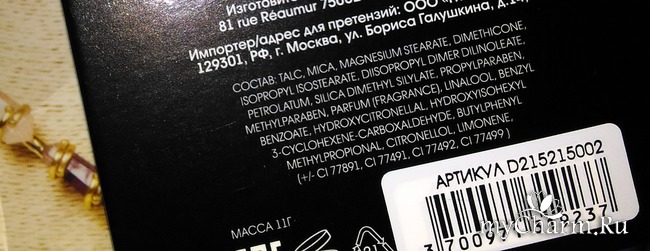 Изготовитель
81 rue Réaumur 75002
Импортер/адрес для претензий: ООО
129301, РФ, г. Москва, ул. Бориса Галушкина, д.14,
СОСТАВ: TALC, MICA, MAGNESIUM STEARATE, DIMETHICONE,
ISOPROPYL ISOSTEARATE, DIISOPROPYL DIMER DILINOLEATE,
PETROLATUM, SILICA DIMETHYL SILYLATE, PROPYLPARABEN,
METHYLPARABEN, PARFUM (FRAGRANCE), LINALOOL, BENZYL
BENZOATE, HYDROXYCITRONELLAL, HYDROXYISOHEXYL
3-CYCLOHEXENE-CARBOXALDEHYDE, BUTYLPHENYL
METHYLPROPIONAL, CITRONELLOL, LIMONENE,
(+/- CI 77891, CI 77491, CI 77492, CI 77499 )
МАССА 11Г
АРТИКУЛ D215215002
myCharm.Ru